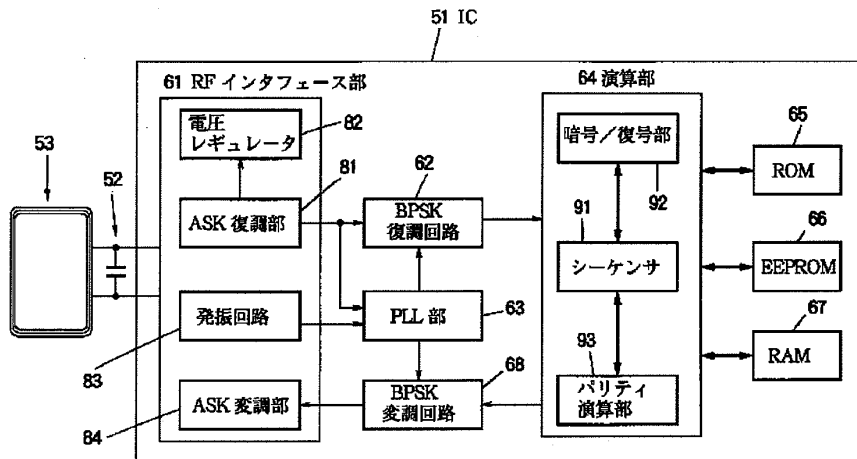 51 IC
61 RF インタフェース部
64 演算部
電圧
レギュレータ
82
暗号/復号部
65
ROM
53
52
81
62
92
ASK 復調部
BPSK
復調回路
91
シーケンサ
66
EEPROM
発振回路
PLL 部
63
67
RAM
83
93
68
パリティ
演算部
ASK 変調部
BPSK
変調回路
84